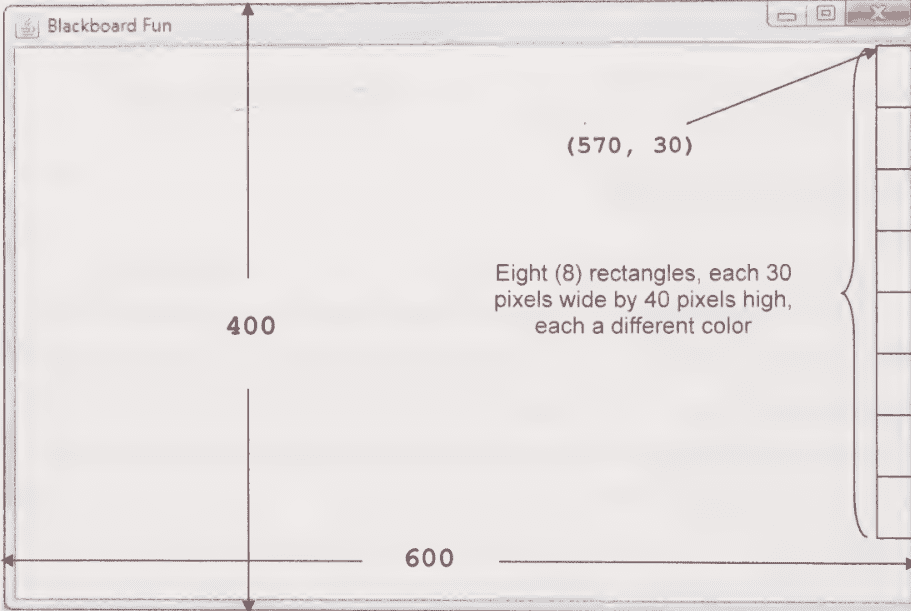 Blackboard Fun
(570, 30)
Eight (8) rectangles, each 30
pixels wide by 40 pixels high,
each a different color
400
600